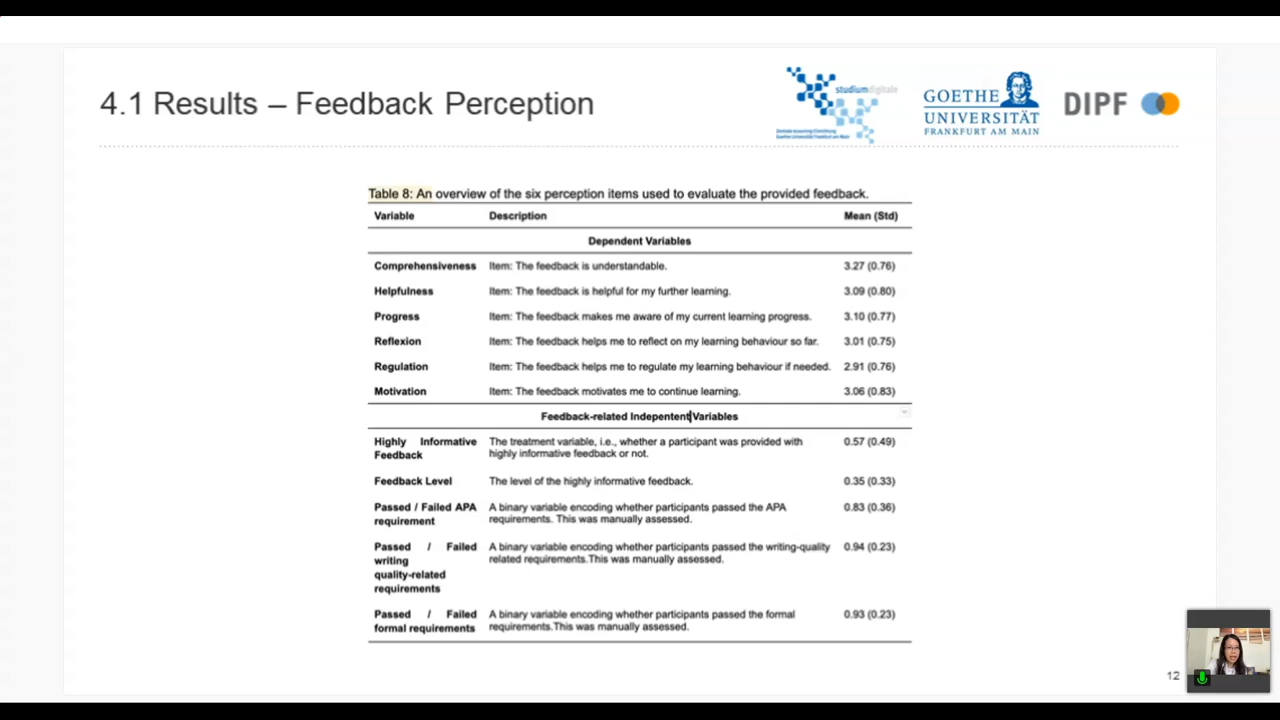 4.1 Results – Feedback Perception
studiumdigitale
Zentrale eLearning-Einrichtung
Goethe Universität Frankfurt am Main
GOETHE
UNIVERSITÄT
FRANKFURT AM MAIN
DIPF
Table 8: An overview of the six perception items used to evaluate the provided feedback.
Variable Description Mean (Std)
Dependent Variables
Comprehensiveness Item: The feedback is understandable. 3.27 (0.76)
Helpfulness Item: The feedback is helpful for my further learning. 3.09 (0.80)
Progress Item: The feedback makes me aware of my current learning progress. 3.10 (0.77)
Reflexion Item: The feedback helps me to reflect on my learning behaviour so far. 3.01 (0.75)
Regulation Item: The feedback helps me to regulate my learning behaviour if needed. 2.91 (0.76)
Motivation Item: The feedback motivates me to continue learning. 3.06 (0.83)
Feedback-related Indepentent Variables
Highly Informative The treatment variable, i.e., whether a participant was provided with 0.57 (0.49)
Feedback highly informative feedback or not.
Feedback Level The level of the highly informative feedback. 0.35 (0.33)
Passed / Failed APA A binary variable encoding whether participants passed the APA 0.83 (0.36)
requirement requirements. This was manually assessed.
Passed / Failed A binary variable encoding whether participants passed the writing-quality 0.94 (0.23)
writing related requirements.This was manually assessed.
quality-related
requirements
Passed / Failed A binary variable encoding whether participants passed the formal 0.93 (0.23)
formal requirements requirements.This was manually assessed.
12